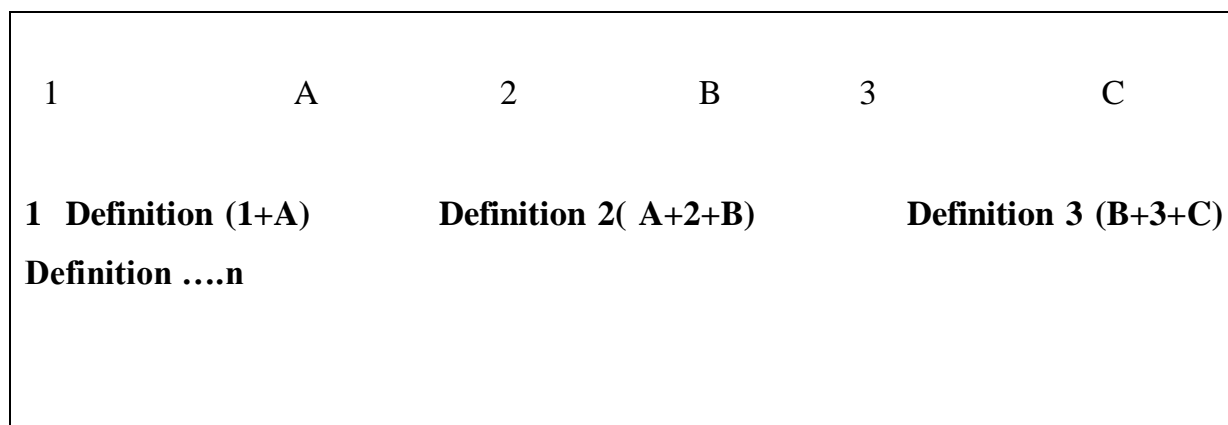 1 A 2 B 3 C
1 Definition (1+A) Definition 2( A+2+B) Definition 3 (B+3+C)
Definition ….n